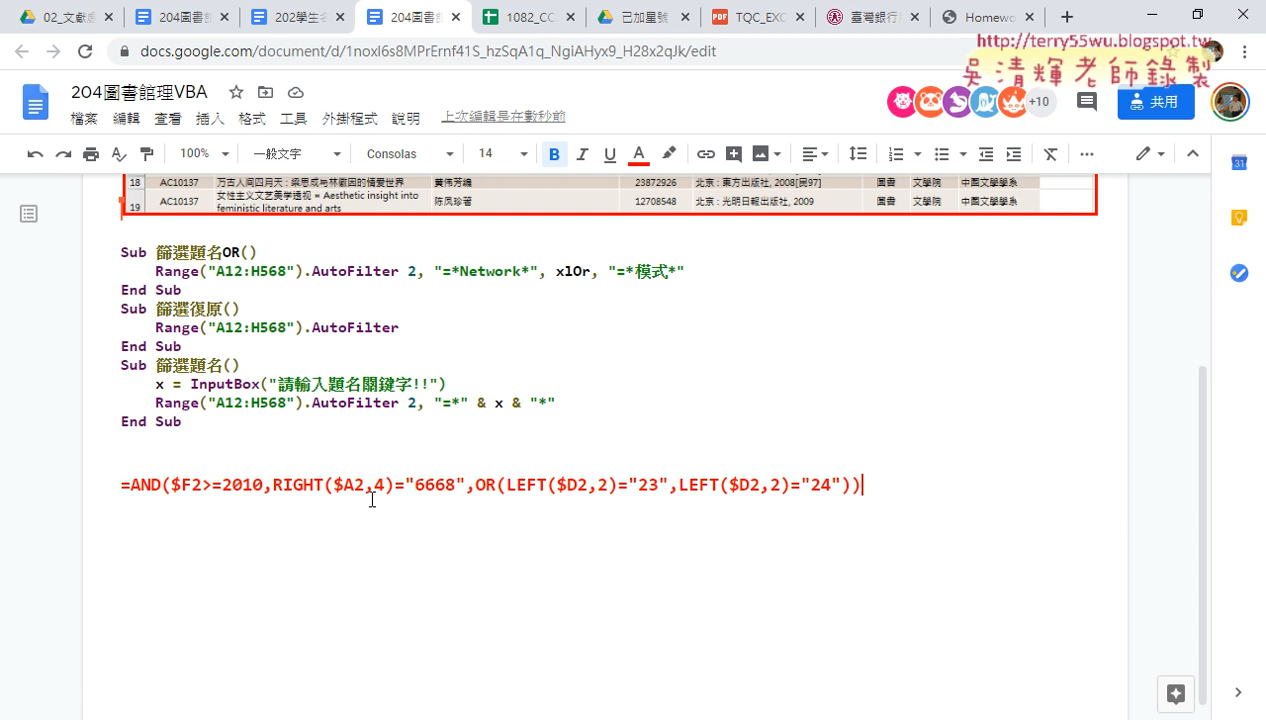 02_文獻處
204圖書館
202學生名
204圖書館
1082_CC
已加星號
TQC_EXC
臺灣銀行
Homewo
docs.google.com/document/d/1noxl6s8MPrErnf41S_hzSqA1q_NgiAHyx9_H28x2qJk/edit
http://terry55wu.blogspot.tw
吳清輝老師錄製
204圖書館理VBA
檔案 編輯 查看 插入 格式 工具 外掛程式 說明 上次編輯是在數秒前
+10
共用
100% 一般文字 Consolas 14 B I U A
18 AC10137 万古人间四月天 : 梁思成与林徽因的情爱世界 黄伟芳編 23872926 北京 : 東方出版社, 2008[民97] 圖書 文學院 中國文學學系
女性主义文艺美学透视 = Aesthetic insight into
19 AC10137 feministic literature and arts 陈凤珍著 12708548 北京 : 光明日報出版社, 2009 圖書 文學院 中國文學學系
Sub 篩選題名OR()
Range("A12:H568").AutoFilter 2, "=*Network*", xlOr, "=*模式*"
End Sub
Sub 篩選復原()
Range("A12:H568").AutoFilter
End Sub
Sub 篩選題名()
x = InputBox("請輸入題名關鍵字!!")
Range("A12:H568").AutoFilter 2, "=*" & x & "*"
End Sub
=AND($F2>=2010,RIGHT($A2,4)="6668",OR(LEFT($D2,2)="23",LEFT($D2,2)="24"))